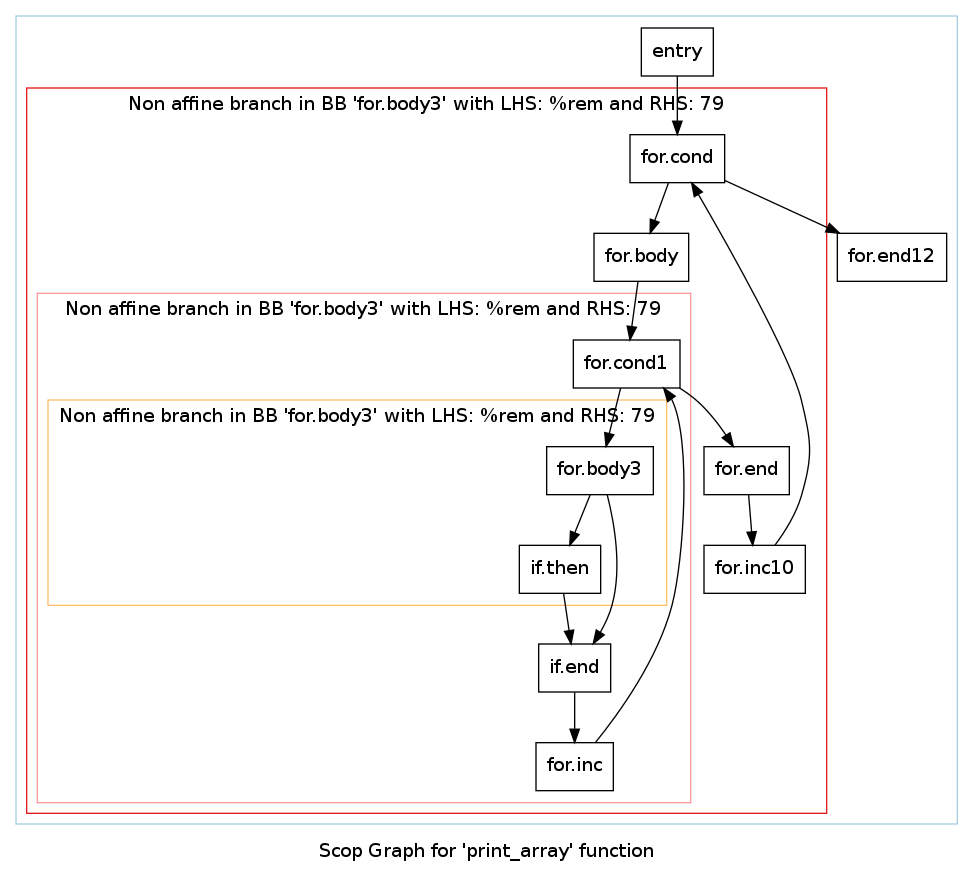 entry
Non affine branch in BB 'for.body3' with LHS: %rem and RHS: 79
for.cond
for.body
for.end12
Non affine branch in BB 'for.body3' with LHS: %rem and RHS: 79
for.cond1
Non affine branch in BB 'for.body3' with LHS: %rem and RHS: 79
for.body3
for.end
if.then
for.inc10
if.end
for.inc
Scop Graph for 'print_array' function